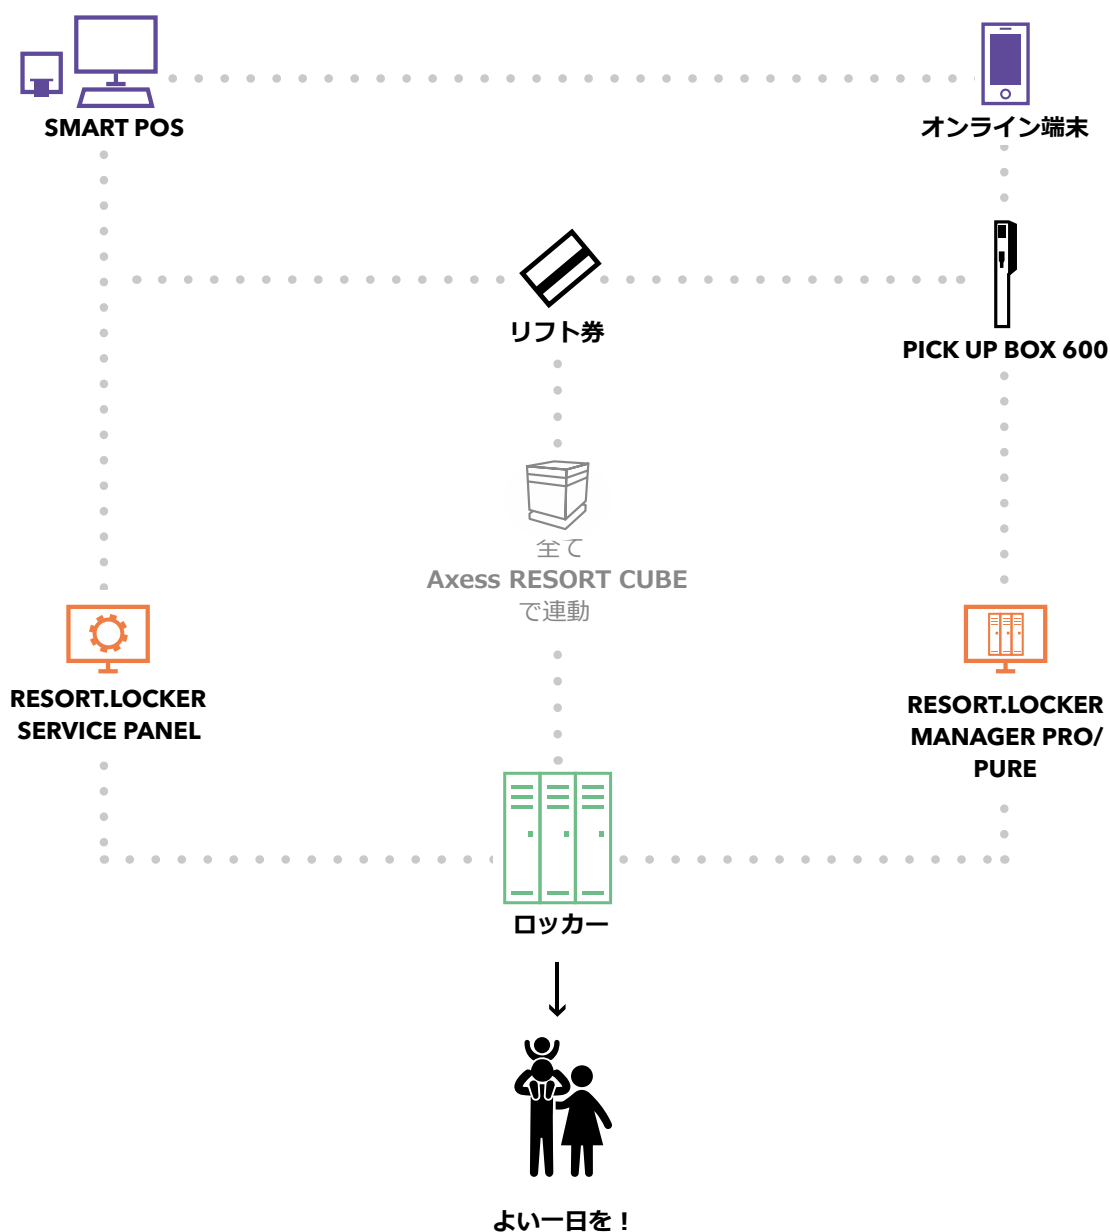 SMART POS
オンライン端末
リフト券
PICK UP BOX 600
全て
Axess RESORT CUBE
で連動
RESORT.LOCKER
SERVICE PANEL
RESORT.LOCKER
MANAGER PRO/
PURE
ロッカー
よい一日を！